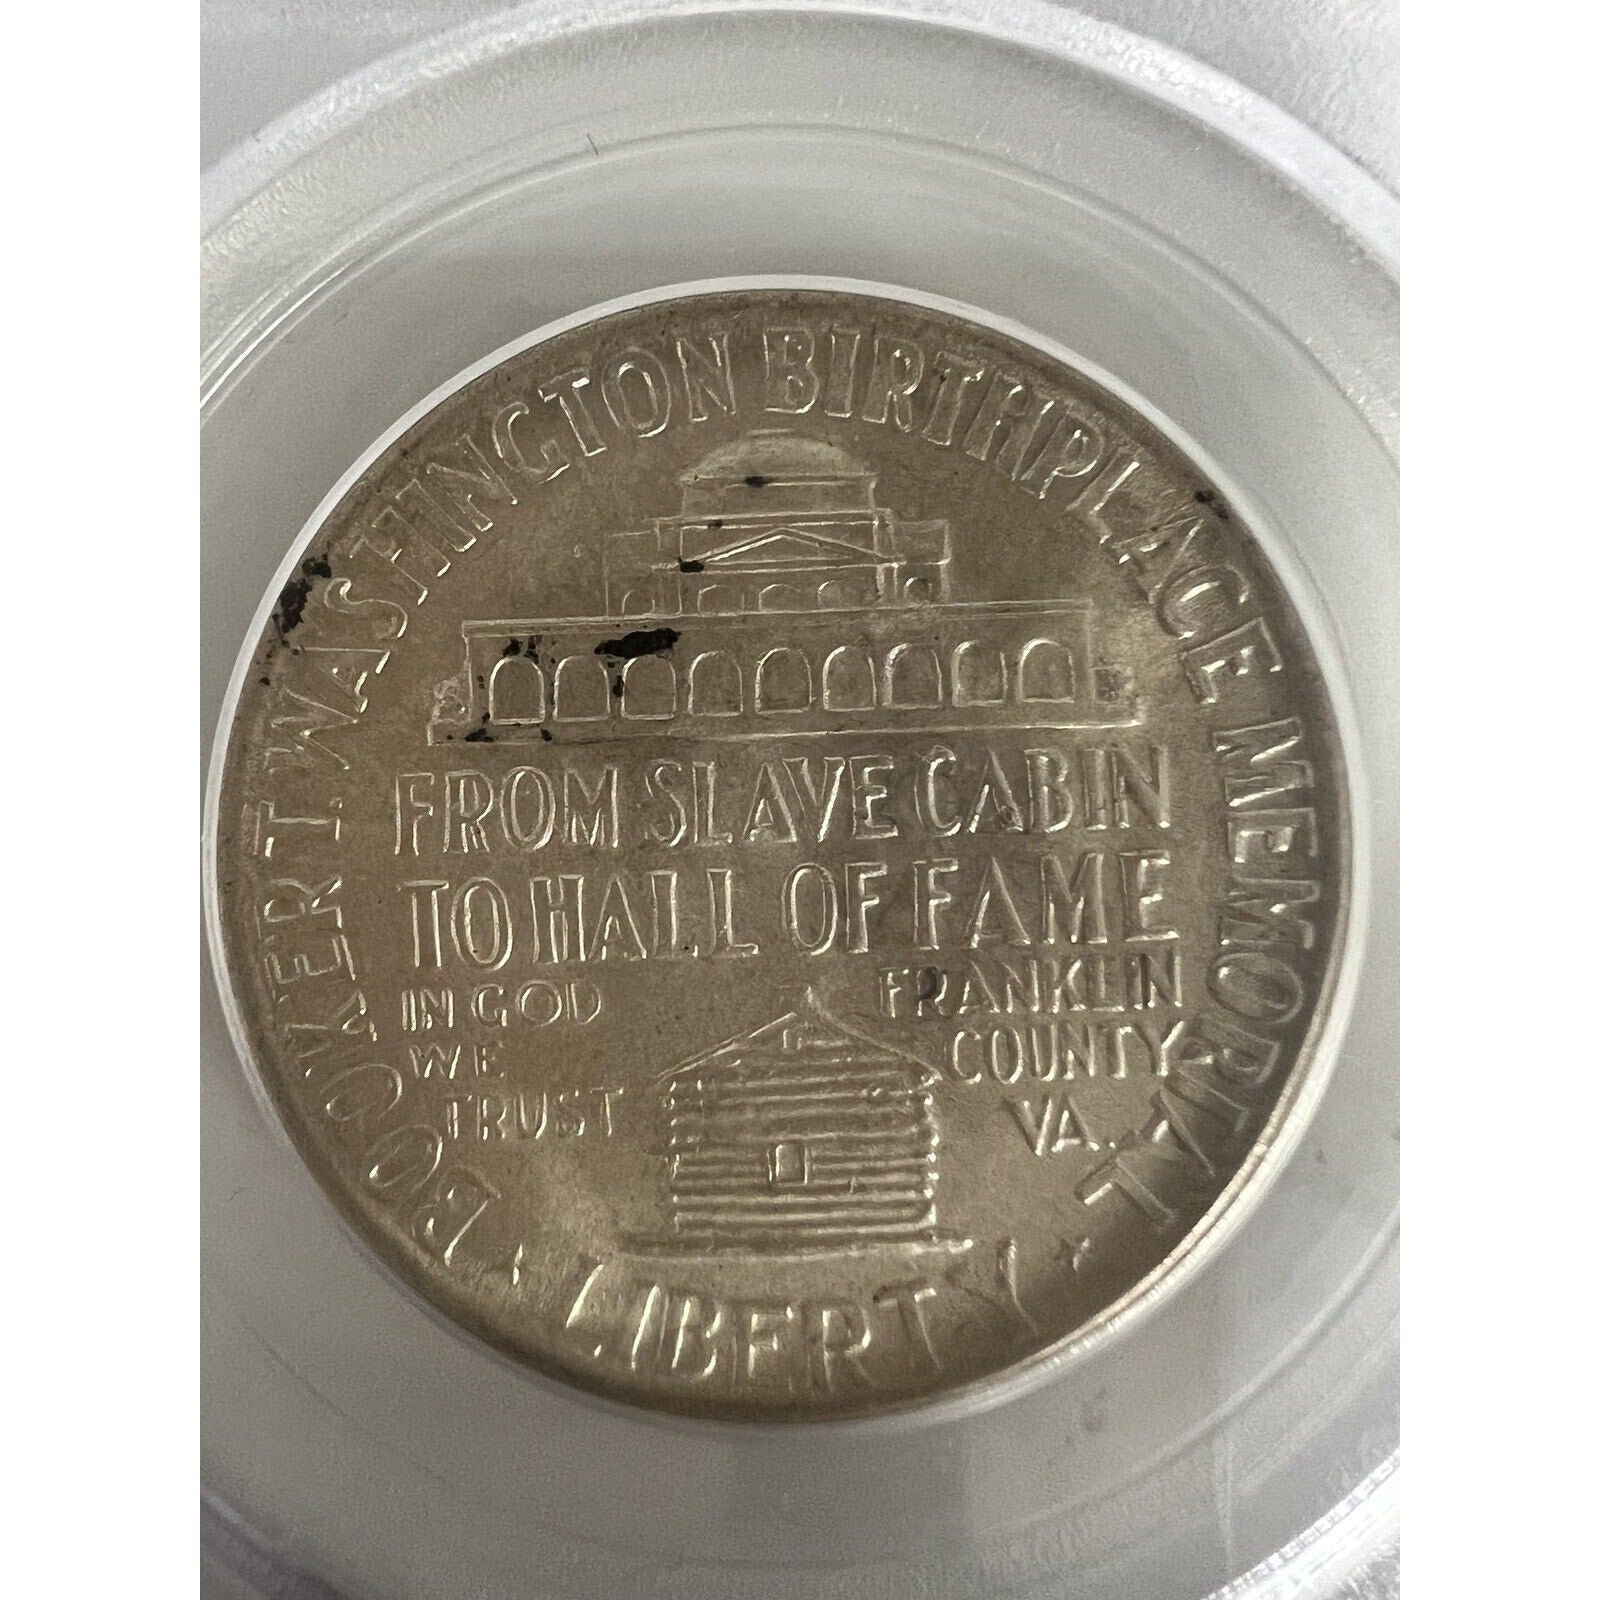 BOOKER T. WASHINGTON BIRTHPLACE MEMORIAL
FROM SLAVE CABIN
TO HALL OF FAME
IN GOD
WE
TRUST
FRANKLIN
COUNTY
VA.
LIBERTY